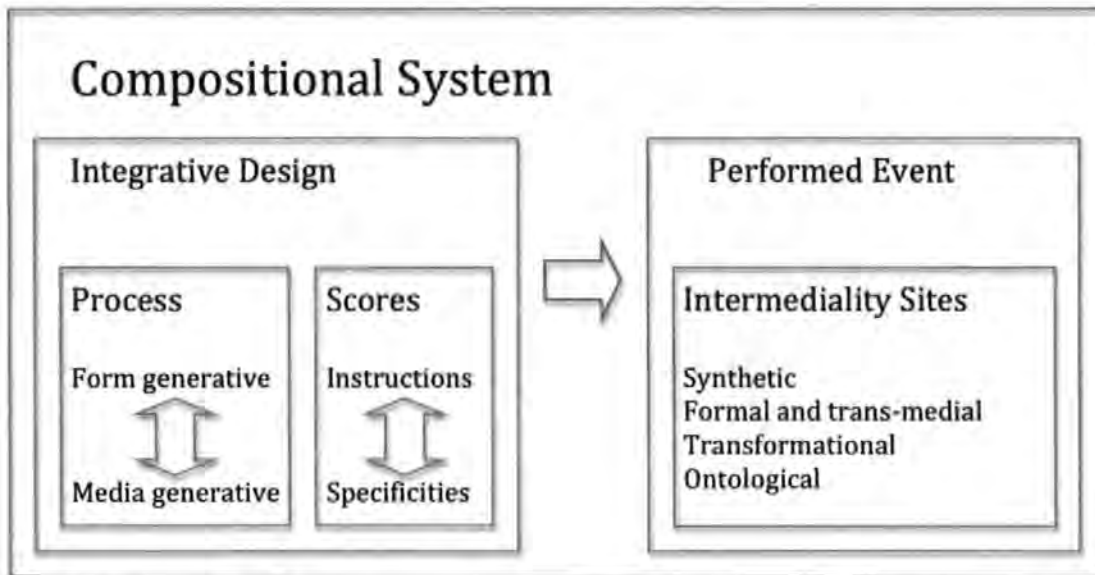 Compositional System
Integrative Design
Process
Form generative
Media generative
Scores
Instructions
Specificities
Performed Event
Intermediality Sites
Synthetic
Formal and trans-medial
Transformational
Ontological